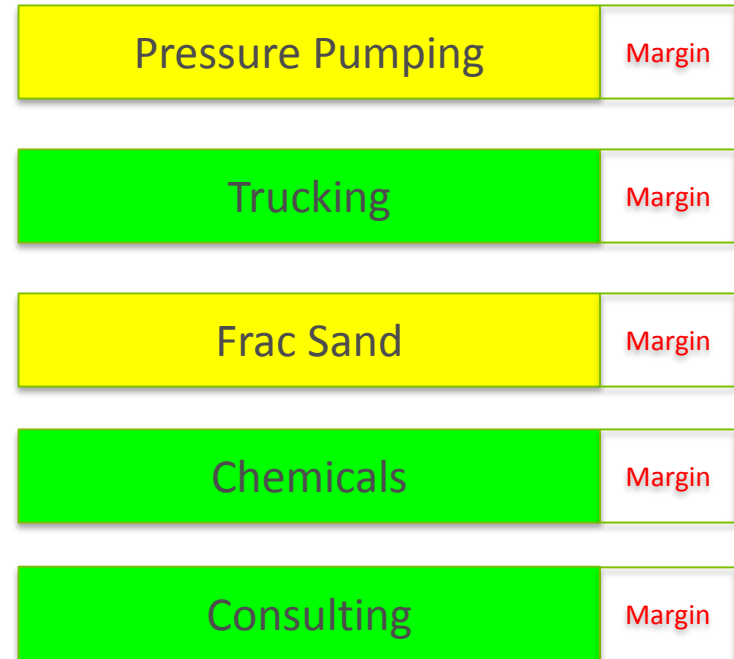 Pressure Pumping Margin
Trucking Margin
Frac Sand Margin
Chemicals Margin
Consulting Margin